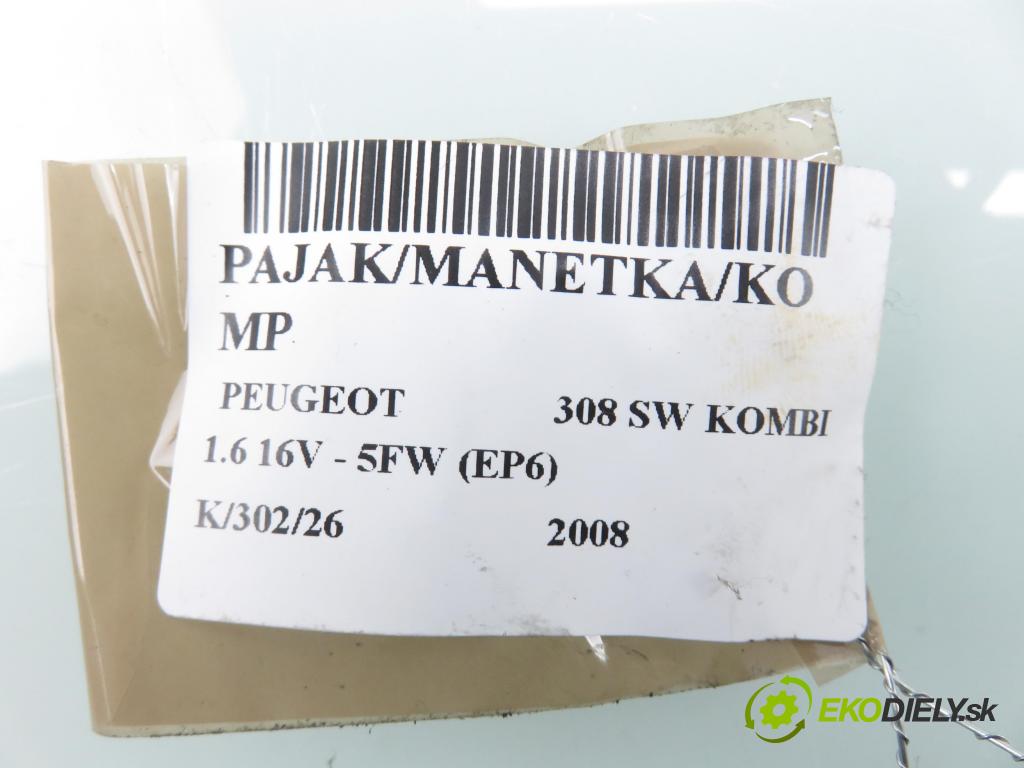 PAJAK/MANETKA/KO
MP
PEUGEOT 308 SW KOMBI
1.6 16V - 5FW (EP6)
K/302/26 2008
EKODIELY.sk